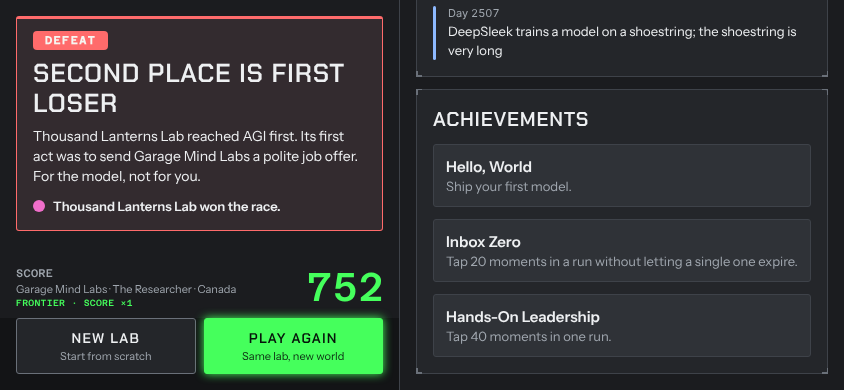 DEFEAT
SECOND PLACE IS FIRST
LOSER
Thousand Lanterns Lab reached AGI first. Its first
act was to send Garage Mind Labs a polite job offer.
For the model, not for you.
Thousand Lanterns Lab won the race.
SCORE
Garage Mind Labs · The Researcher · Canada
FRONTIER · SCORE ×1
752
NEW LAB
Start from scratch
PLAY AGAIN
Same lab, new world
Day 2507
DeepSleek trains a model on a shoestring; the shoestring is
very long
ACHIEVEMENTS
Hello, World
Ship your first model.
Inbox Zero
Tap 20 moments in a run without letting a single one expire.
Hands-On Leadership
Tap 40 moments in one run.